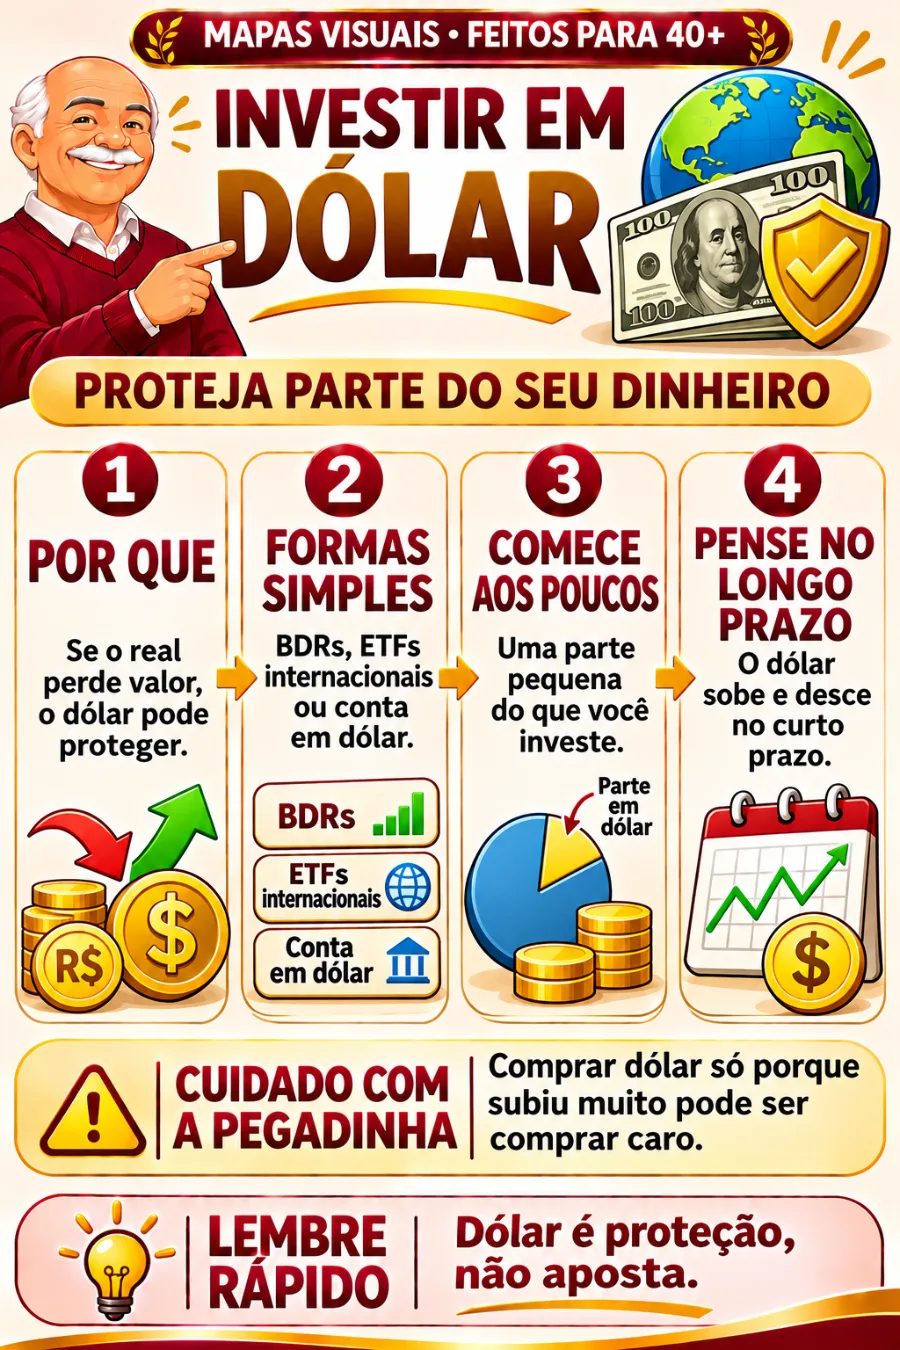 MAPAS VISUAIS • FEITOS PARA 40+
INVESTIR EM
DÓLAR
100
100
100
PROTEJA PARTE DO SEU DINHEIRO
1
POR QUE
Se o real
perde valor,
o dólar pode
proteger.
R$
$
2
FORMAS
SIMPLES
BDRs, ETFs
internacionais
ou conta
em dólar.
BDRs
ETFs
internacionais
Conta
em dólar
3
COMECE
AOS POUCOS
Uma parte
pequena
do que você
investe.
Parte
em
dólar
4
PENSE NO
LONGO
PRAZO
O dólar
sobe e desce
no curto
prazo.
$
CUIDADO COM
A PEGADINHA
Comprar dólar só porque
subiu muito pode ser
comprar caro.
LEMBRE
RÁPIDO
Dólar é proteção,
não aposta.